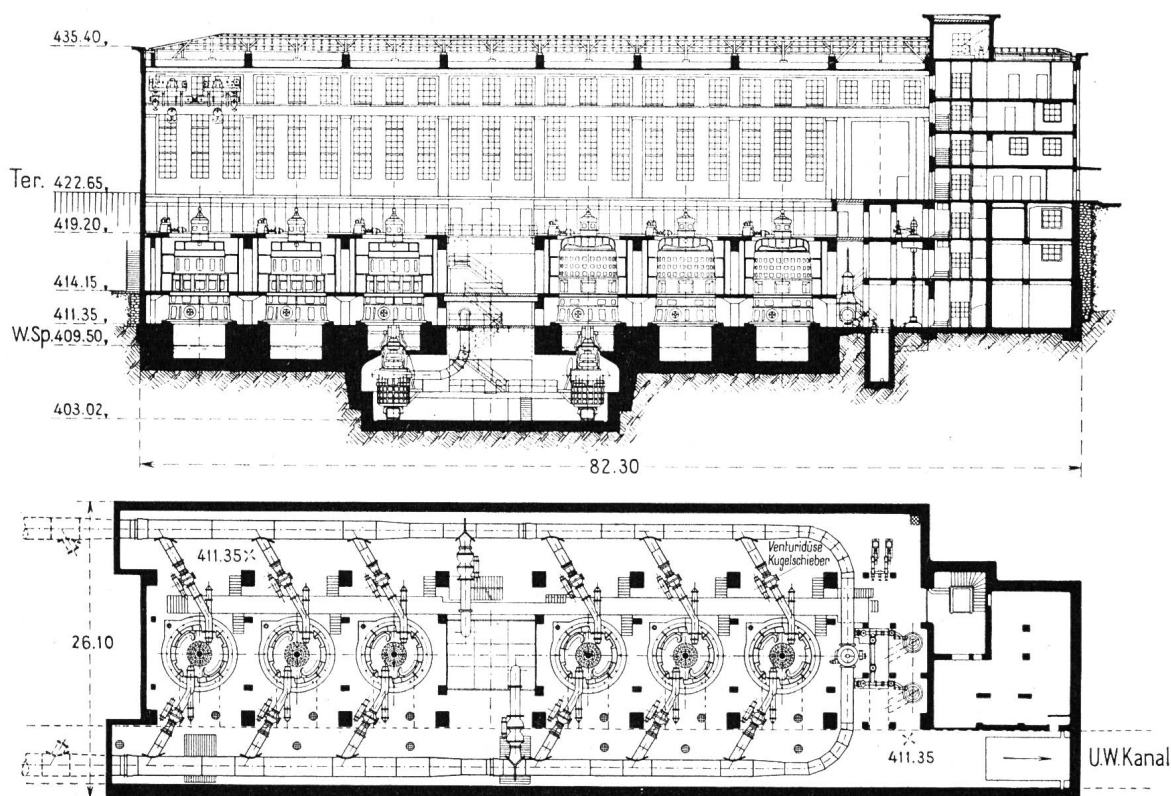 435.40,
Ter. 422.65,
419.20,
414.15,
411.35,
W.Sp. 409.50,
403.02,
82.30
411.35
Venturidüse
Kugelschieber
26.10
411.35
U.W.Kanal